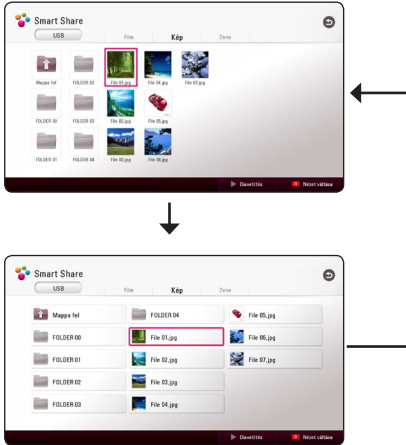 Smart Share
USB
Film Kép Zene
Mappa fel FOLDER 02 File 01.jpg File 04.jpg File 07.jpg
FOLDER 00 FOLDER 03 File 02.jpg File 05.jpg
FOLDER 01 FOLDER 04 File 03.jpg File 06.jpg
Diavetítés Nézet váltása
Smart Share
USB
Film Kép Zene
Mappa fel FOLDER 04 File 05.jpg
FOLDER 00 File 01.jpg File 06.jpg
FOLDER 01 File 02.jpg File 07.jpg
FOLDER 02 File 03.jpg
FOLDER 03 File 04.jpg
Diavetítés Nézet váltása